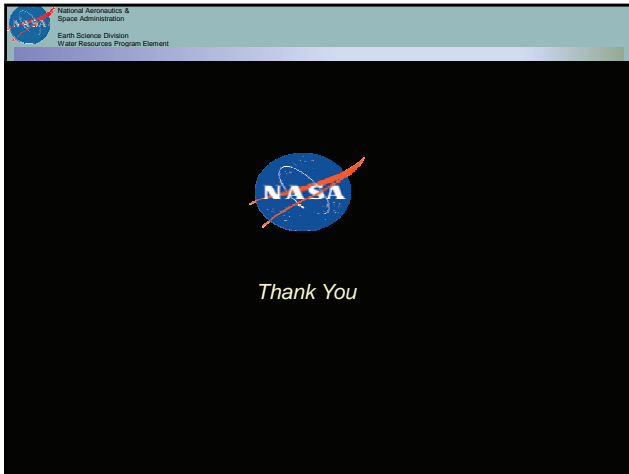 National Aeronautics &
Space Administration
Earth Science Division
Water Resources Program Element
NASA
NASA
Thank You